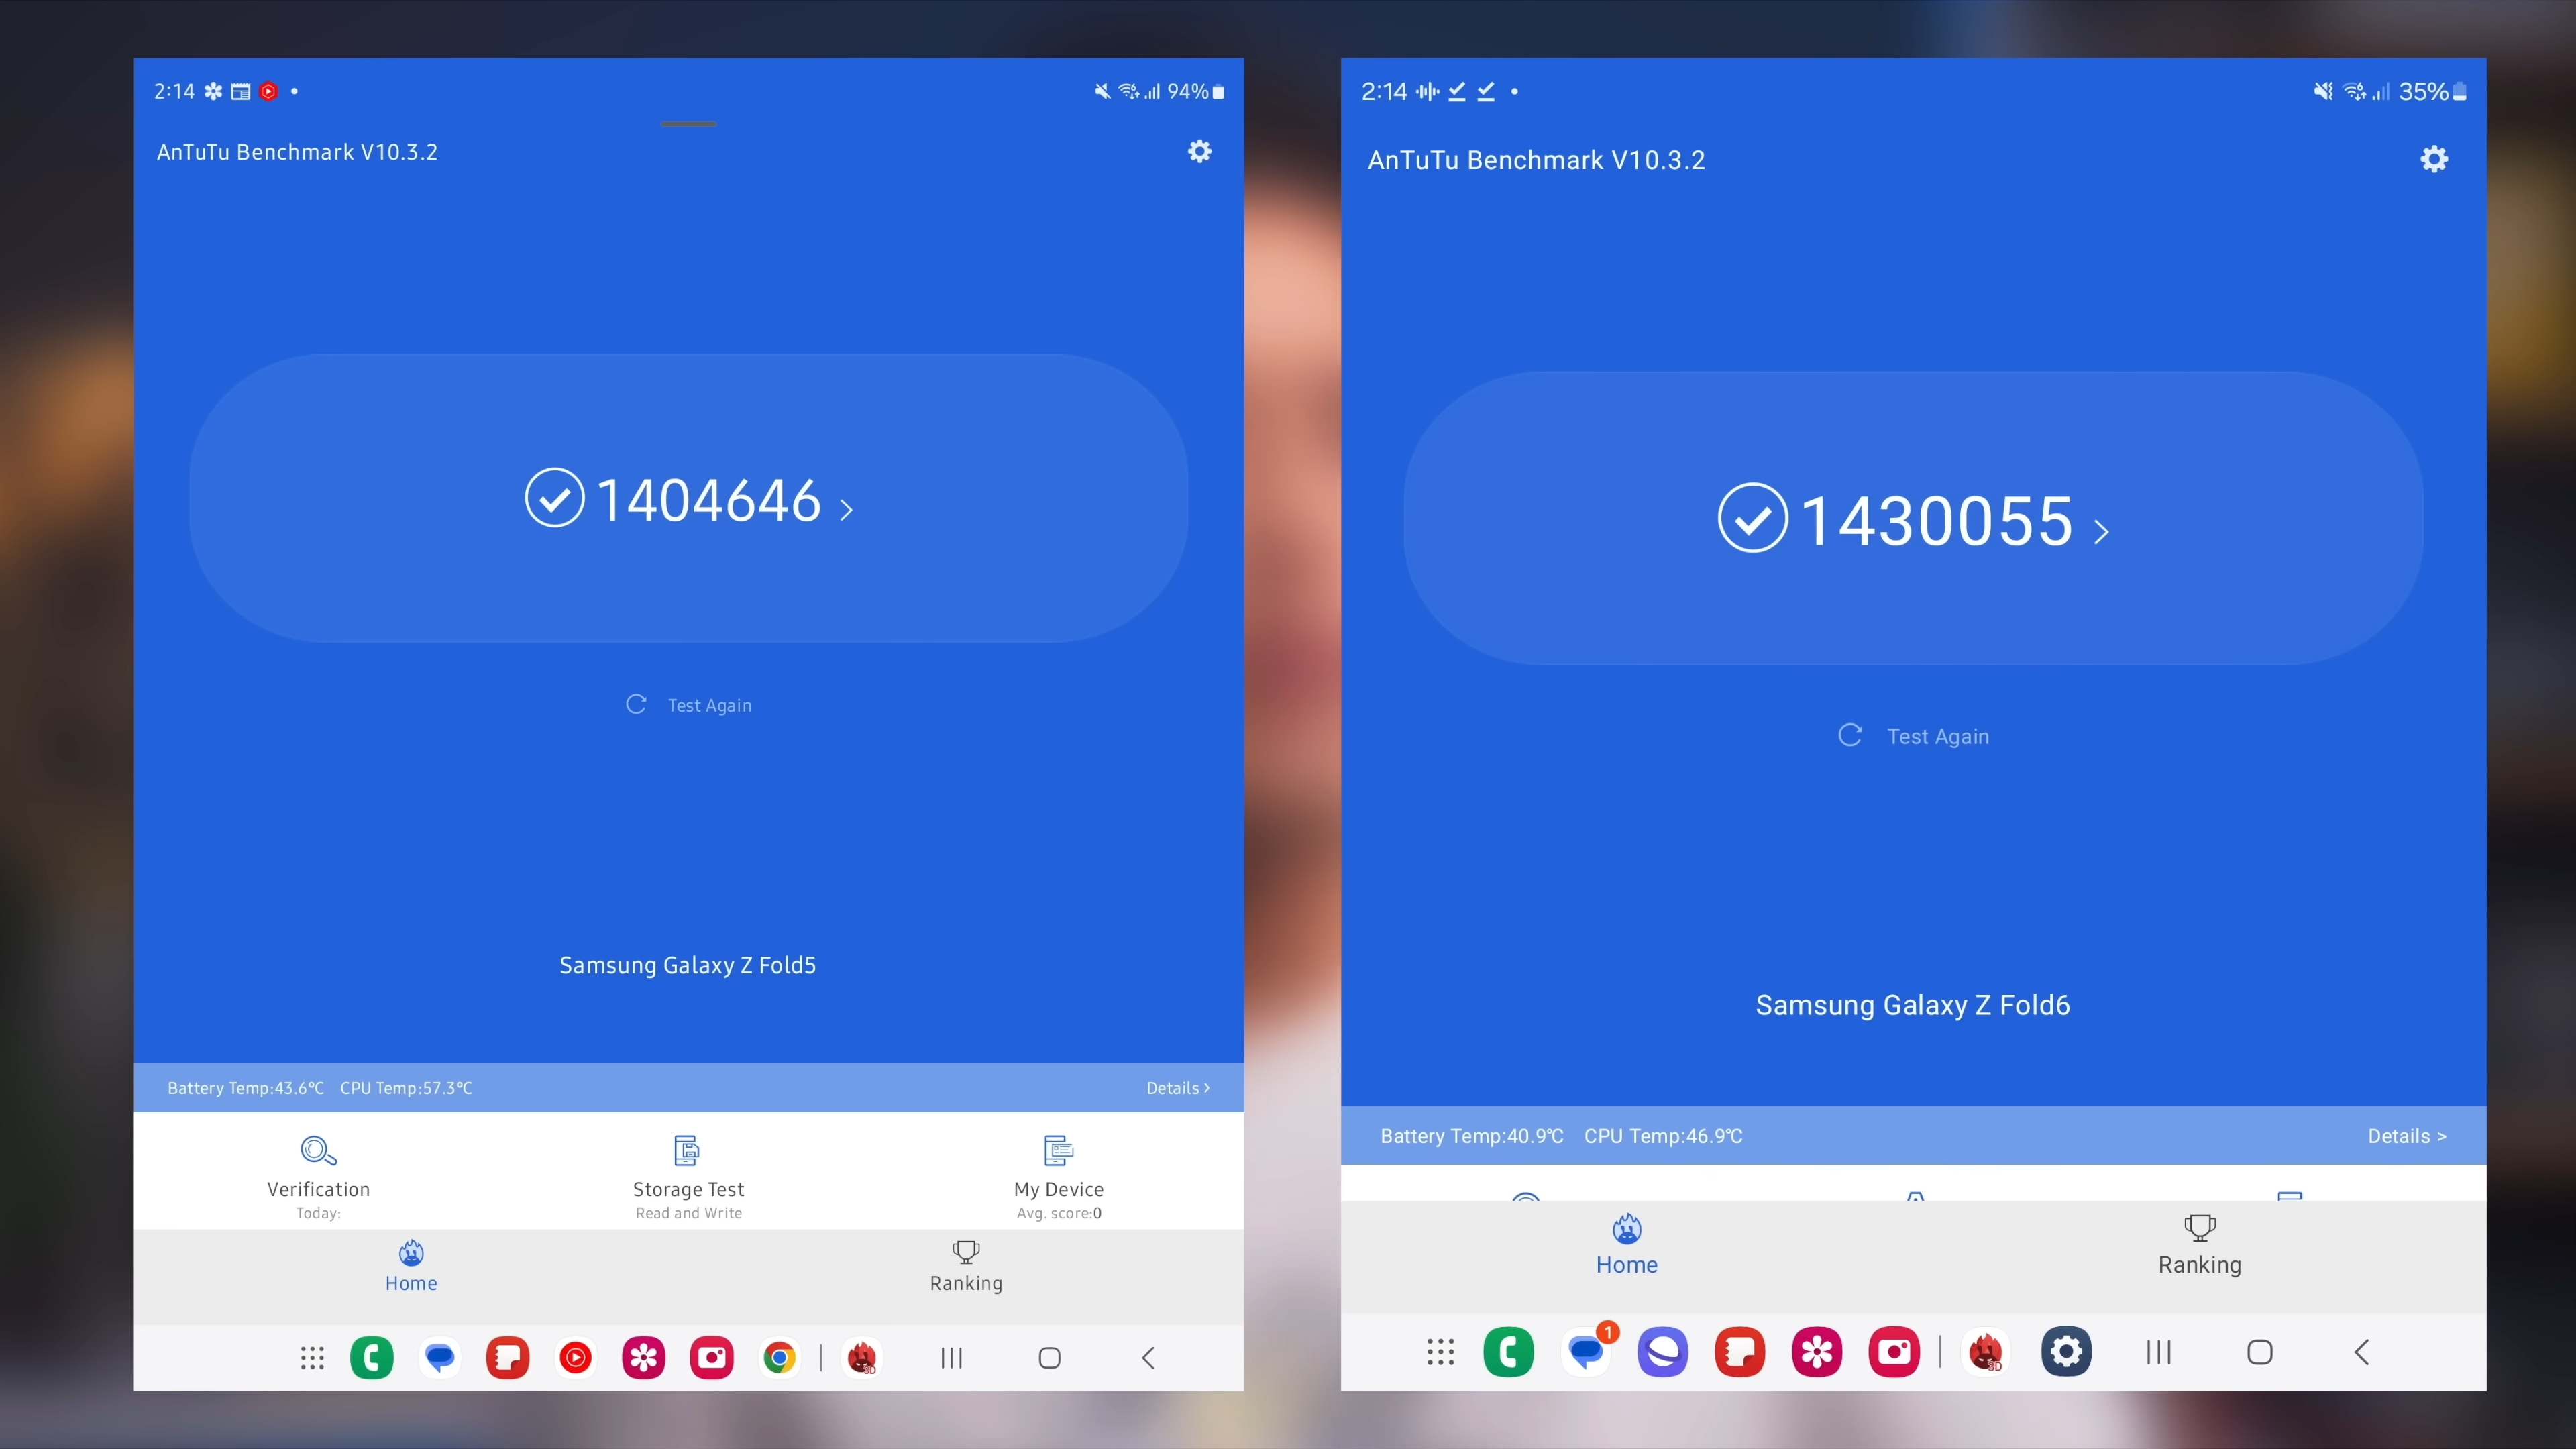 2:14
94%
AnTuTu Benchmark V10.3.2
1404646 >
Test Again
Samsung Galaxy Z Fold5
Battery Temp:43.6℃ CPU Temp:57.3℃ Details >
Verification
Today:
Storage Test
Read and Write
My Device
Avg. score:0
Home
Ranking
2:14
35%
AnTuTu Benchmark V10.3.2
1430055 >
Test Again
Samsung Galaxy Z Fold6
Battery Temp:40.9℃ CPU Temp:46.9℃ Details >
Home
Ranking
1